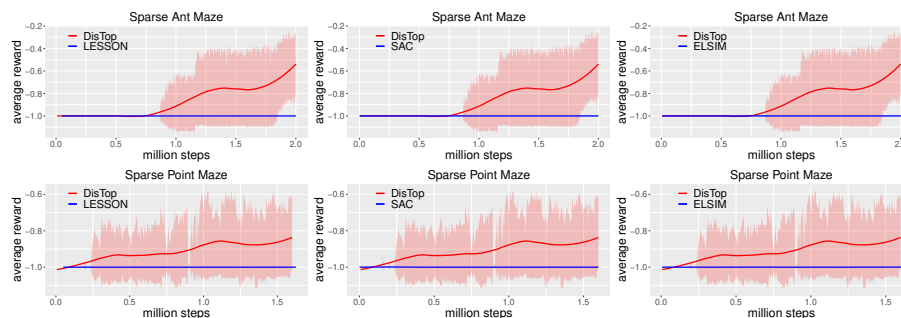 Sparse Ant Maze
average reward
−0.2
−0.4
−0.6
−0.8
−1.0
DisTop
LESSON
0.0 0.5 1.0 1.5 2.0
million steps
Sparse Ant Maze
average reward
−0.2
−0.4
−0.6
−0.8
−1.0
DisTop
SAC
0.0 0.5 1.0 1.5 2.0
million steps
Sparse Ant Maze
average reward
−0.2
−0.4
−0.6
−0.8
−1.0
DisTop
ELSIM
0.0 0.5 1.0 1.5 2.0
million steps
Sparse Point Maze
average reward
−0.6
−0.8
−1.0
DisTop
LESSON
0.0 0.5 1.0 1.5
million steps
Sparse Point Maze
average reward
−0.6
−0.8
−1.0
DisTop
SAC
0.0 0.5 1.0 1.5
million steps
Sparse Point Maze
average reward
−0.6
−0.8
−1.0
DisTop
ELSIM
0.0 0.5 1.0 1.5
million steps